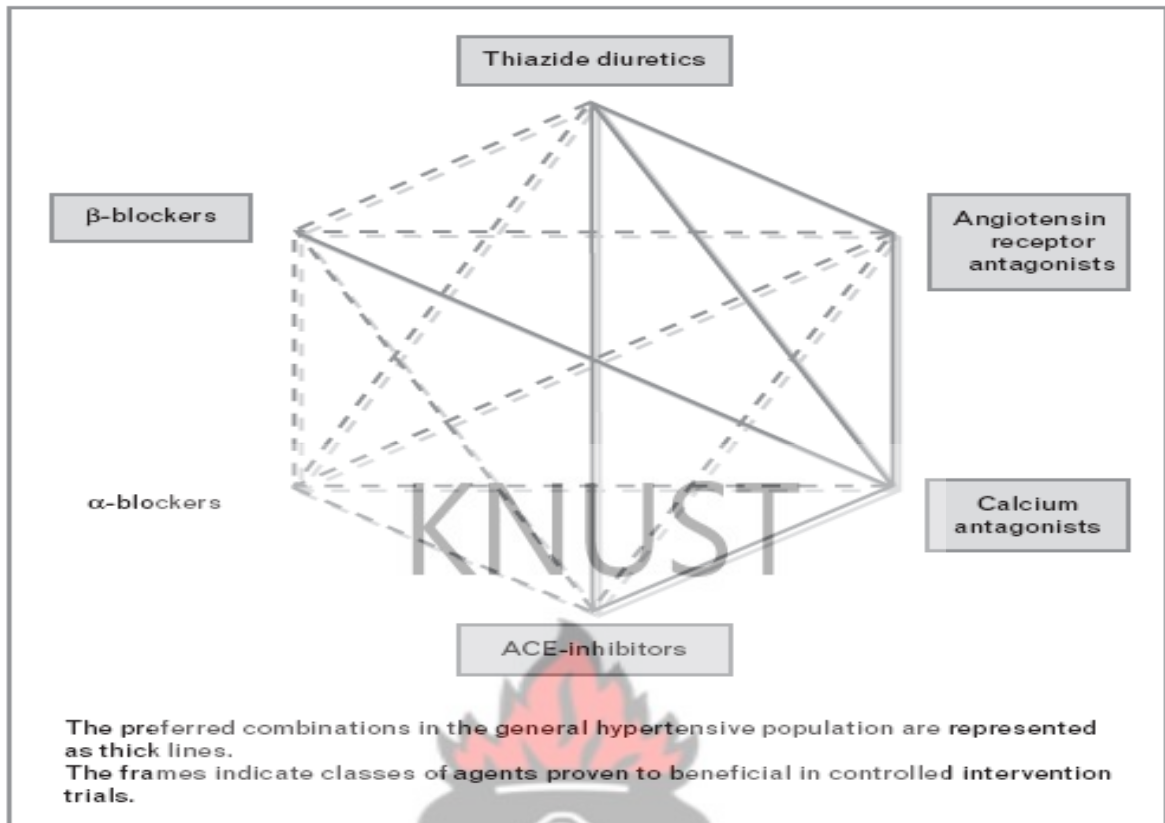 Thiazide diuretics
β-blockers
Angiotensin
receptor
antagonists
α-blockers
Calcium
antagonists
KNUST
ACE-inhibitors
The preferred combinations in the general hypertensive population are represented
as thick lines.
The frames indicate classes of agents proven to beneficial in controlled intervention
trials.